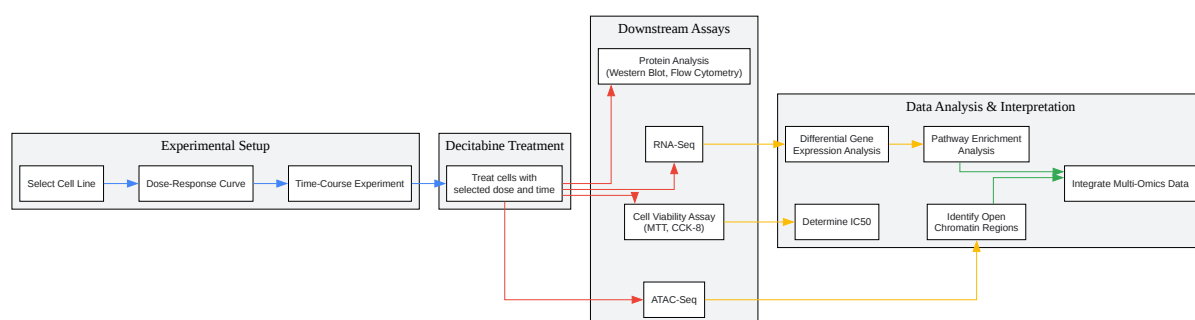 Experimental Setup
Select Cell Line
Dose-Response Curve
Time-Course Experiment
Decitabine Treatment
Treat cells with
selected dose and time
Downstream Assays
Protein Analysis
(Western Blot, Flow Cytometry)
RNA-Seq
Cell Viability Assay
(MTT, CCK-8)
ATAC-Seq
Data Analysis & Interpretation
Differential Gene
Expression Analysis
Pathway Enrichment
Analysis
Determine IC50
Identify Open
Chromatin Regions
Integrate Multi-Omics Data